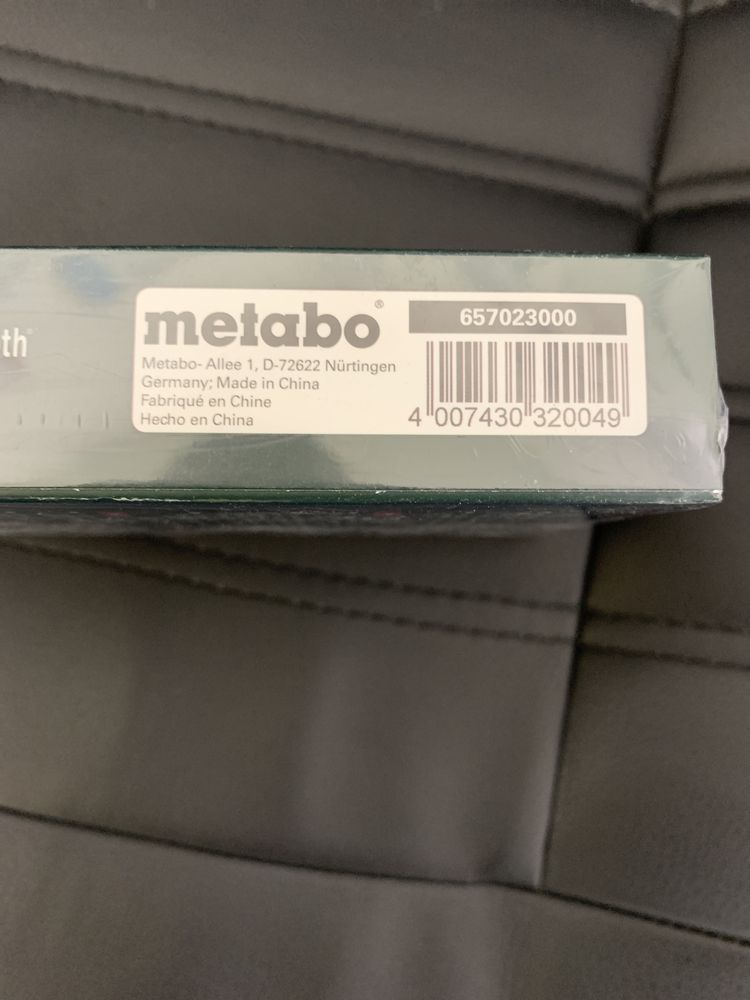 th™
metabo®
Metabo- Allee 1, D-72622 Nürtingen
Germany; Made in China
Fabriqué en Chine
Hecho en China
657023000
4 007430 320049